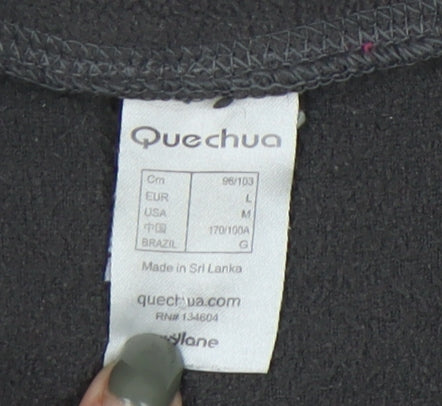 Quechua
Cm 96/103
EUR L
USA M
中国 170/100A
BRAZIL G
Made in Sri Lanka
quechua.com
RN# 134604